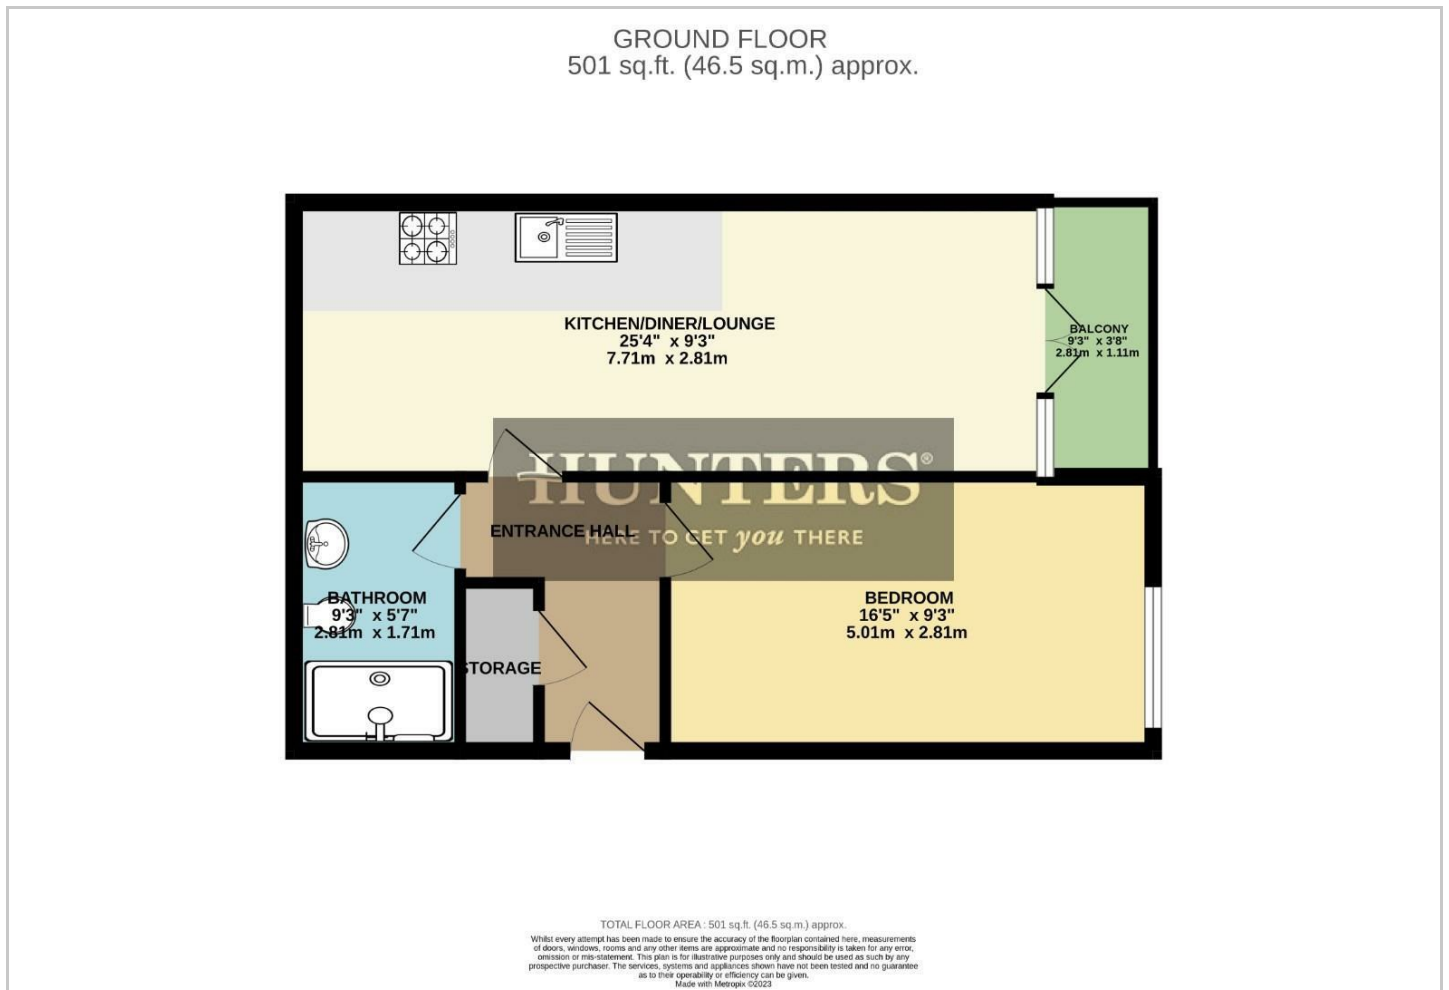 GROUND FLOOR
501 sq.ft. (46.5 sq.m.) approx.
KITCHEN/DINER/LOUNGE
25'4" x 9'3"
7.71m x 2.81m
BALCONY
9'3" x 3'8"
2.81m x 1.11m
HUNTERS®
HERE TO GET you THERE
ENTRANCE HALL
BATHROOM
9'3" x 5'7"
2.81m x 1.71m
STORAGE
BEDROOM
16'5" x 9'3"
5.01m x 2.81m
TOTAL FLOOR AREA : 501 sq.ft. (46.5 sq.m.) approx.
Whilst every attempt has been made to ensure the accuracy of the floorplan contained here, measurements
of doors, windows, rooms and any other items are approximate and no responsibility is taken for any error,
omission or mis-statement. This plan is for illustrative purposes only and should be used as such by any
prospective purchaser. The services, systems and appliances shown have not been tested and no guarantee
as to their operability or efficiency can be given.
Made with Metropix ©2023